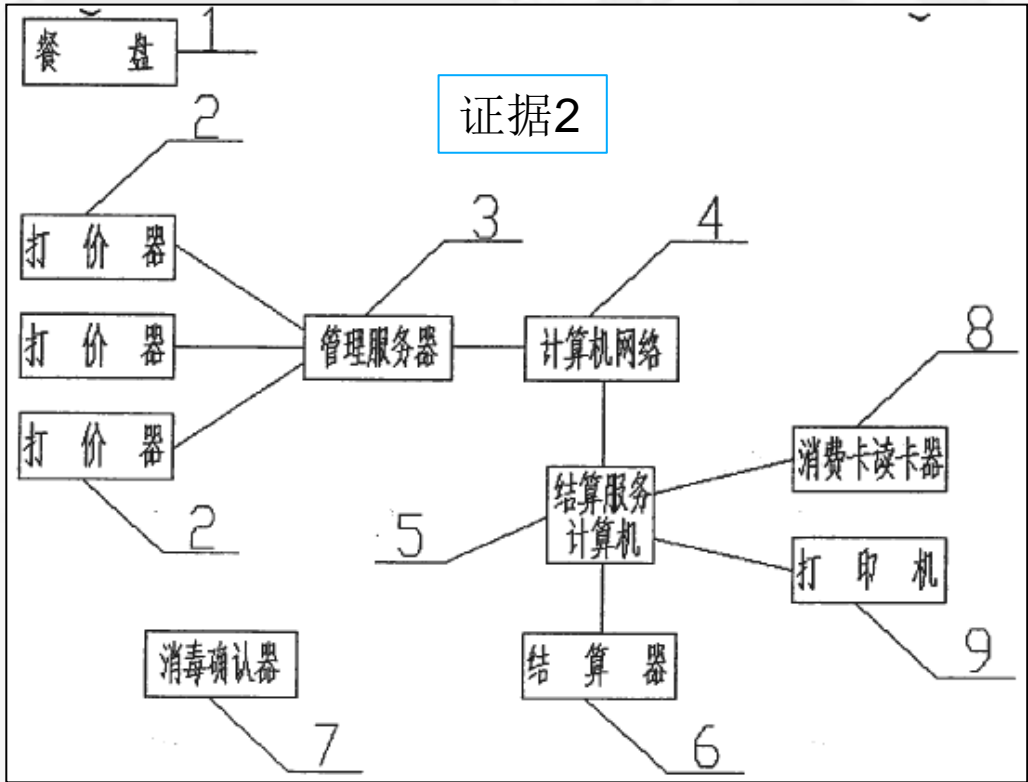 餐盘
1
证据2
2
3
4
打价器
打价器
管理服务器
计算机网络
8
打价器
消费卡读卡器
结算服务
计算机
2
5
打印机
消毒确认器
结算器
9
7
6